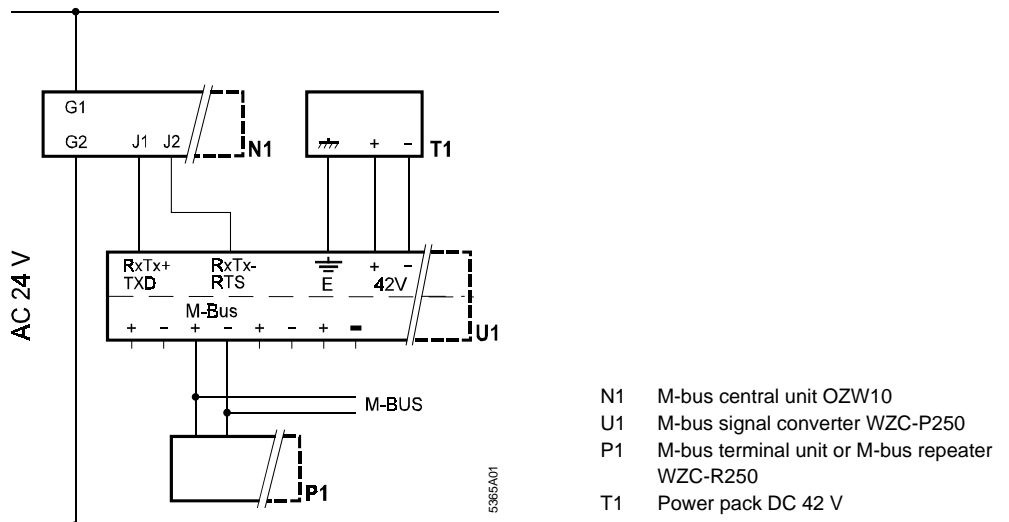 G1
G2 J1 J2
N1
+ −
T1
AC 24 V
RxTx+ RxTx- + −
TXD RTS E 42V
M-Bus
+ − + − + − + −
U1
M-BUS
P1
5365A01
N1 M-bus central unit OZW10
U1 M-bus signal converter WZC-P250
P1 M-bus terminal unit or M-bus repeater
WZC-R250
T1 Power pack DC 42 V